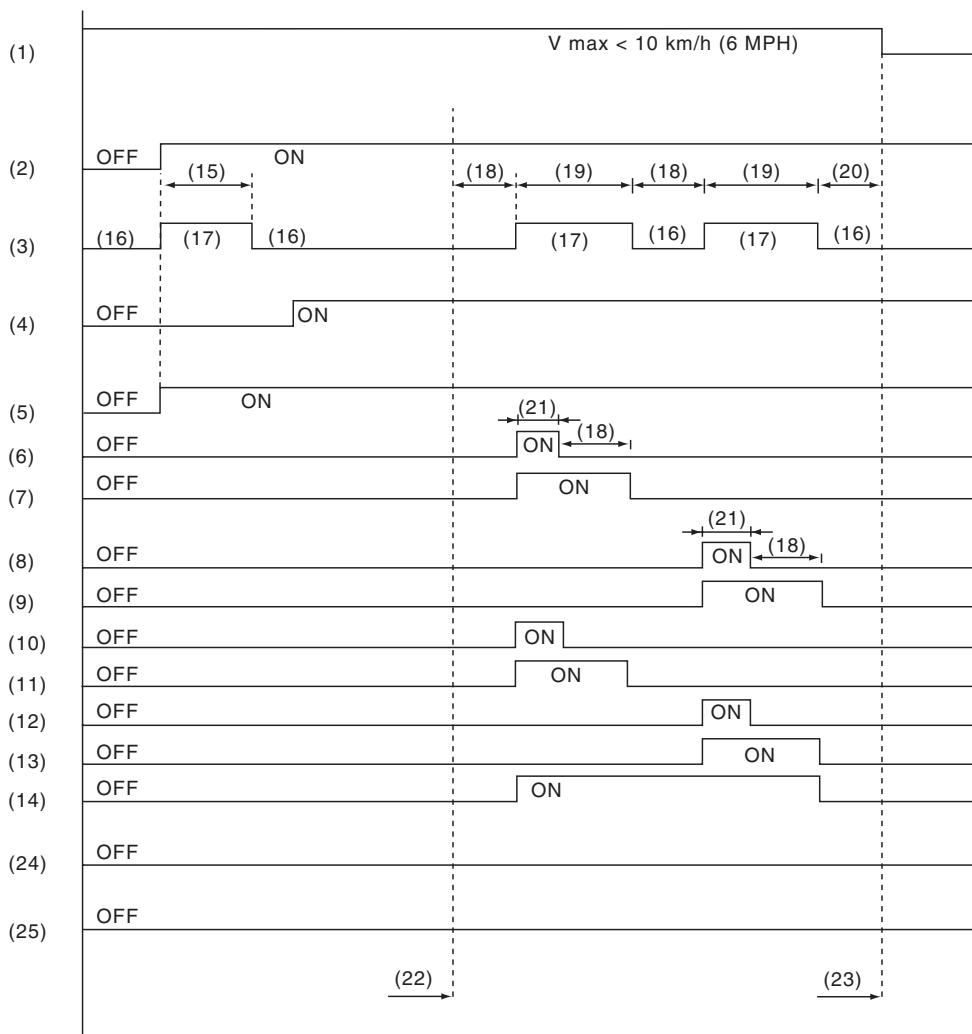 (1) V max < 10 km/h (6 MPH)
(2) OFF ON
(15) (18) (19) (18) (19) (20)
(3) (16) (17) (16) (17) (16) (17) (16)
(4) OFF ON
(5) OFF ON
(21)
(6) OFF ON (18)
(7) OFF ON
(21)
(8) OFF ON (18)
(9) OFF ON
(10) OFF ON
(11) OFF ON
(12) OFF ON
(13) OFF ON
(14) OFF ON
(24) OFF
(25) OFF
(22) (23)